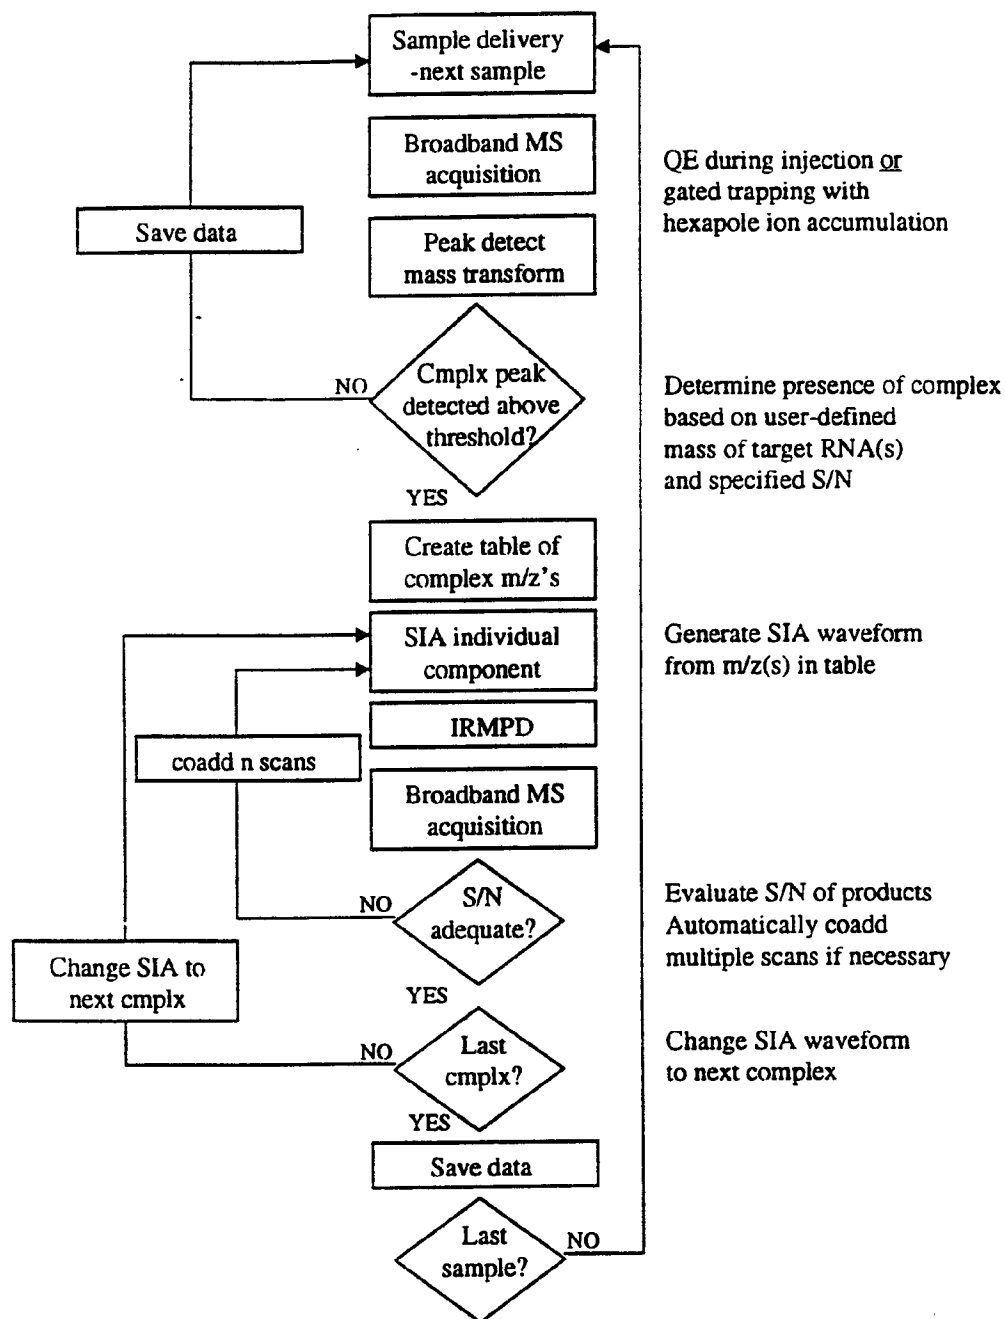 Sample delivery
-next sample
Broadband MS
acquisition
QE during injection or
gated trapping with
hexapole ion accumulation
Save data
Peak detect
mass transform
NO
Cmplx peak
detected above
threshold?
Determine presence of complex
based on user-defined
mass of target RNA(s)
and specified S/N
YES
Create table of
complex m/z's
SIA individual
component
Generate SIA waveform
from m/z(s) in table
IRMPD
coadd n scans
Broadband MS
acquisition
NO
S/N
adequate?
Evaluate S/N of products
Automatically coadd
multiple scans if necessary
Change SIA to
next cmplx
YES
NO
Last
cmplx?
Change SIA waveform
to next complex
YES
Save data
Last
sample?
NO